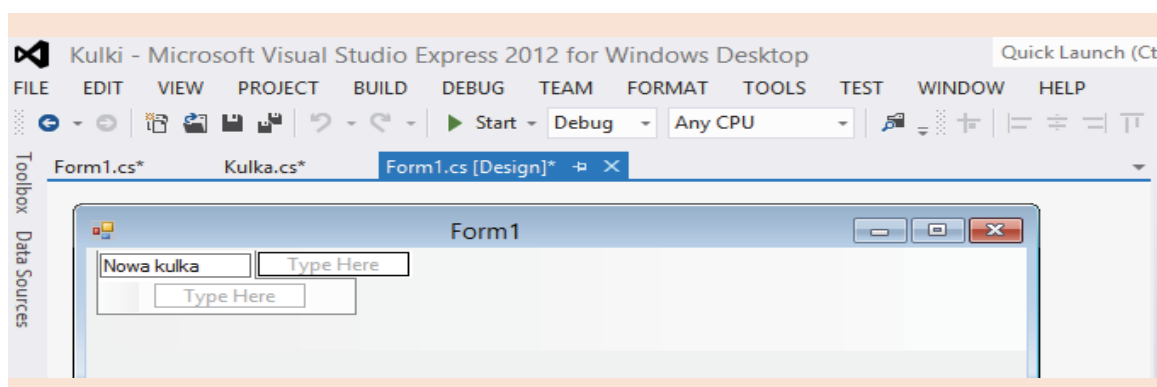 Kulki - Microsoft Visual Studio Express 2012 for Windows Desktop Quick Launch (Ct
FILE EDIT VIEW PROJECT BUILD DEBUG TEAM FORMAT TOOLS TEST WINDOW HELP
Start Debug Any CPU
Toolbox
Data Sources
Form1.cs* Kulka.cs* Form1.cs [Design]*
Form1
Nowa kulka Type Here
Type Here